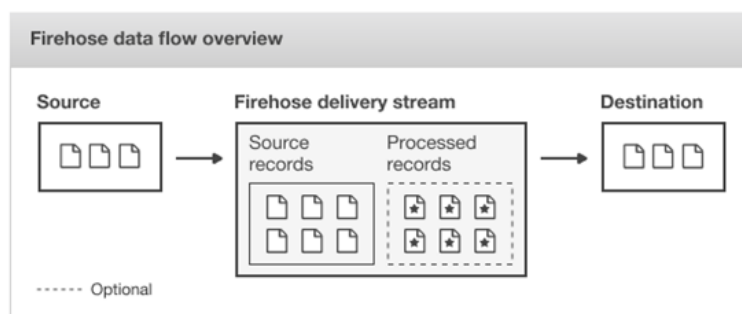 Firehose data flow overview
Source
Firehose delivery stream
Destination
Source
records
Processed
records
Optional